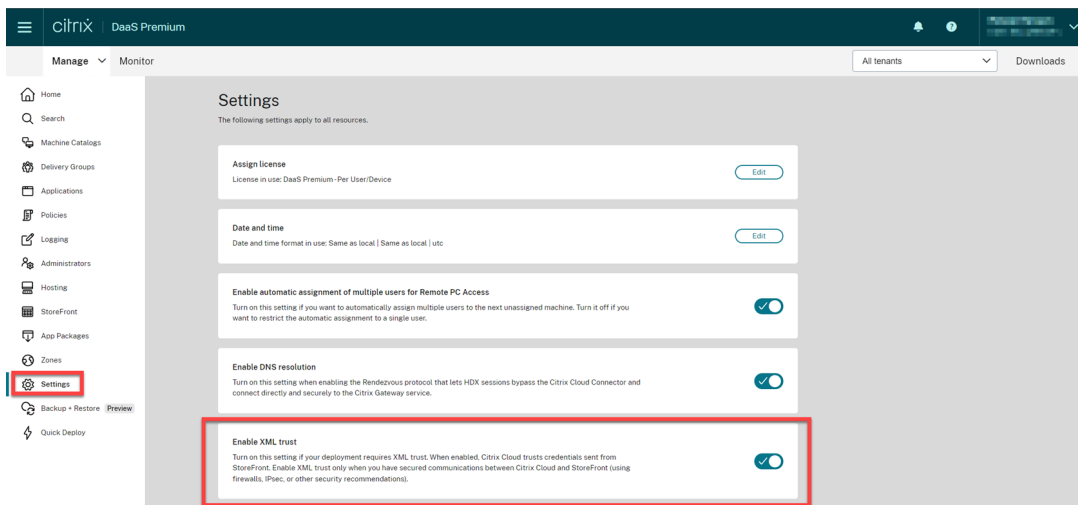 citrix | DaaS Premium
Manage Monitor All tenants Downloads
Home
Search
Machine Catalogs
Delivery Groups
Applications
Policies
Logging
Administrators
Hosting
StoreFront
App Packages
Zones
Settings
Backup + Restore Preview
Quick Deploy
Settings
The following settings apply to all resources.
Assign license
License in use: DaaS Premium - Per User/Device
Edit
Date and time
Date and time format in use: Same as local | Same as local | utc
Edit
Enable automatic assignment of multiple users for Remote PC Access
Turn on this setting if you want to automatically assign multiple users to the next unassigned machine. Turn it off if you
want to restrict the automatic assignment to a single user.
Enable DNS resolution
Turn on this setting when enabling the Rendezvous protocol that lets HDX sessions bypass the Citrix Cloud Connector and
connect directly and securely to the Citrix Gateway service.
Enable XML trust
Turn on this setting if your deployment requires XML trust. When enabled, Citrix Cloud trusts credentials sent from
StoreFront. Enable XML trust only when you have secured communications between Citrix Cloud and StoreFront (using
firewalls, IPsec, or other security recommendations).